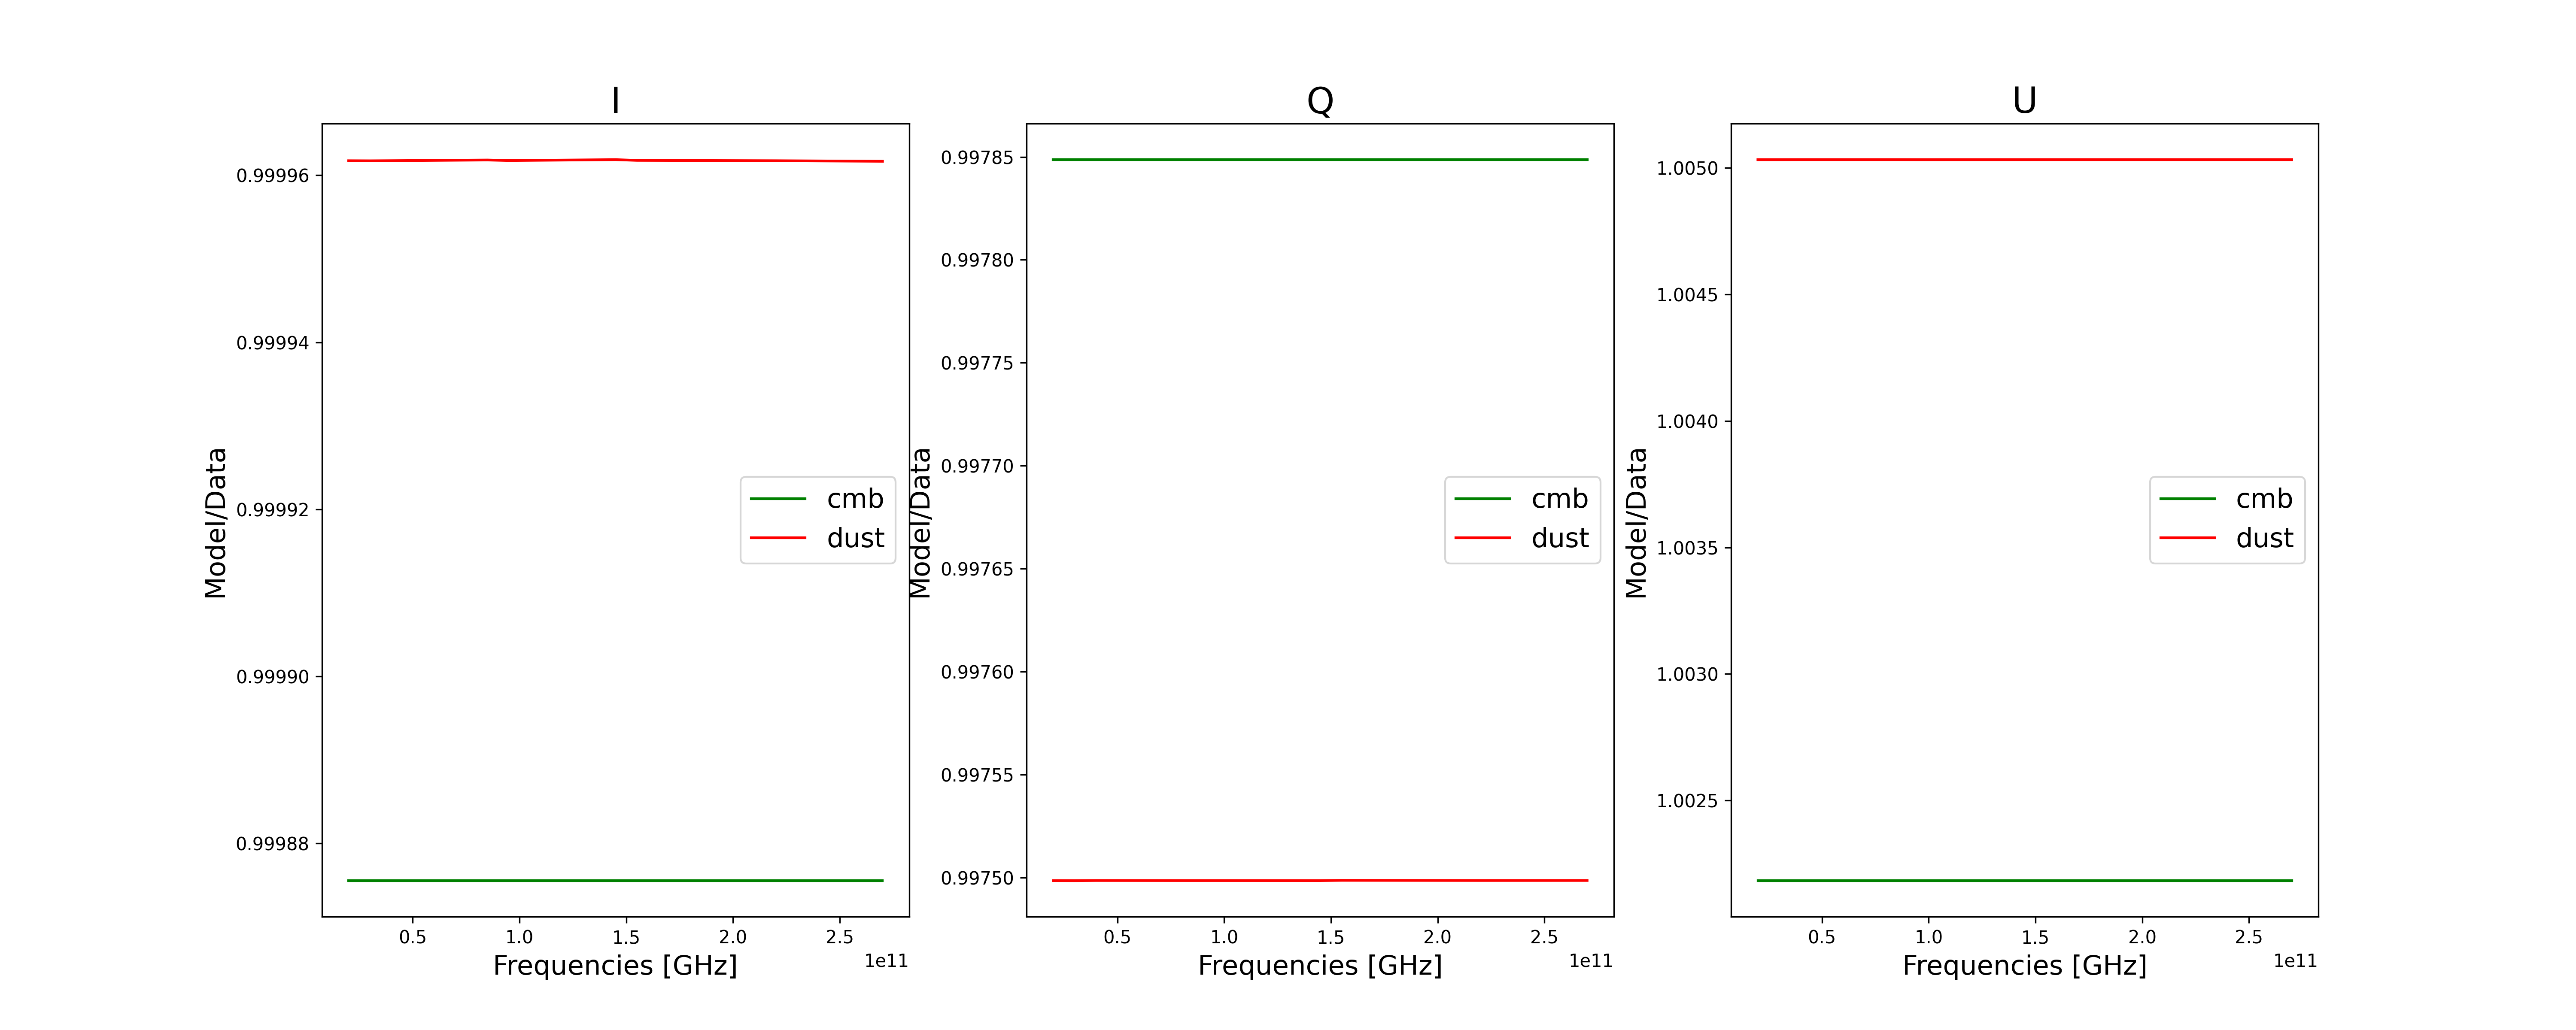 I
Model/Data
0.99996
0.99994
0.99992
0.99990
0.99988
cmb
dust
0.5 1.0 1.5 2.0 2.5
1e11
Frequencies [GHz]
Q
Model/Data
0.99785
0.99780
0.99775
0.99770
0.99765
0.99760
0.99755
0.99750
cmb
dust
0.5 1.0 1.5 2.0 2.5
1e11
Frequencies [GHz]
U
Model/Data
1.0050
1.0045
1.0040
1.0035
1.0030
1.0025
cmb
dust
0.5 1.0 1.5 2.0 2.5
1e11
Frequencies [GHz]